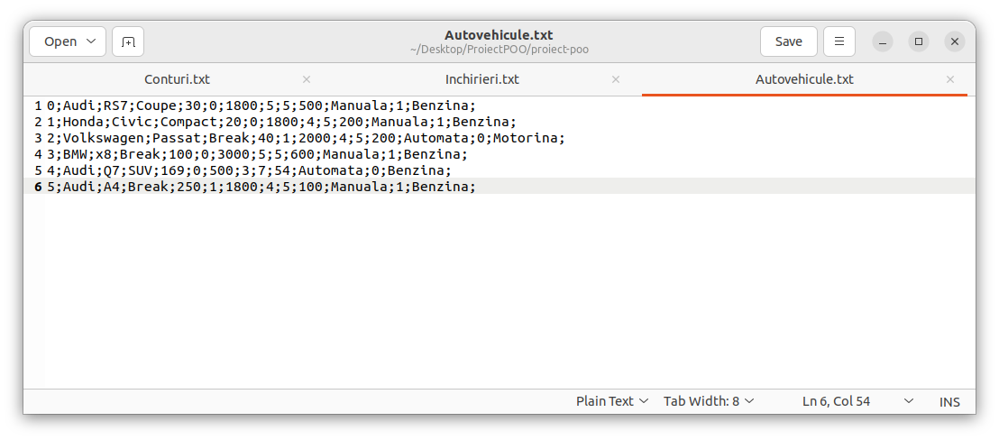 Open
Autovehicule.txt
~/Desktop/ProiectPOO/proiect-poo
Save
Conturi.txt
Inchirieri.txt
Autovehicule.txt
1 0;Audi;RS7;Coupe;30;0;1800;5;5;500;Manuala;1;Benzina;
2 1;Honda;Civic;Compact;20;0;1800;4;5;200;Manuala;1;Benzina;
3 2;Volkswagen;Passat;Break;40;1;2000;4;5;200;Automata;0;Motorina;
4 3;BMW;x8;Break;100;0;3000;5;5;600;Manuala;1;Benzina;
5 4;Audi;Q7;SUV;169;0;500;3;7;54;Automata;0;Benzina;
6 5;Audi;A4;Break;250;1;1800;4;5;100;Manuala;1;Benzina;
Plain Text Tab Width: 8 Ln 6, Col 54 INS